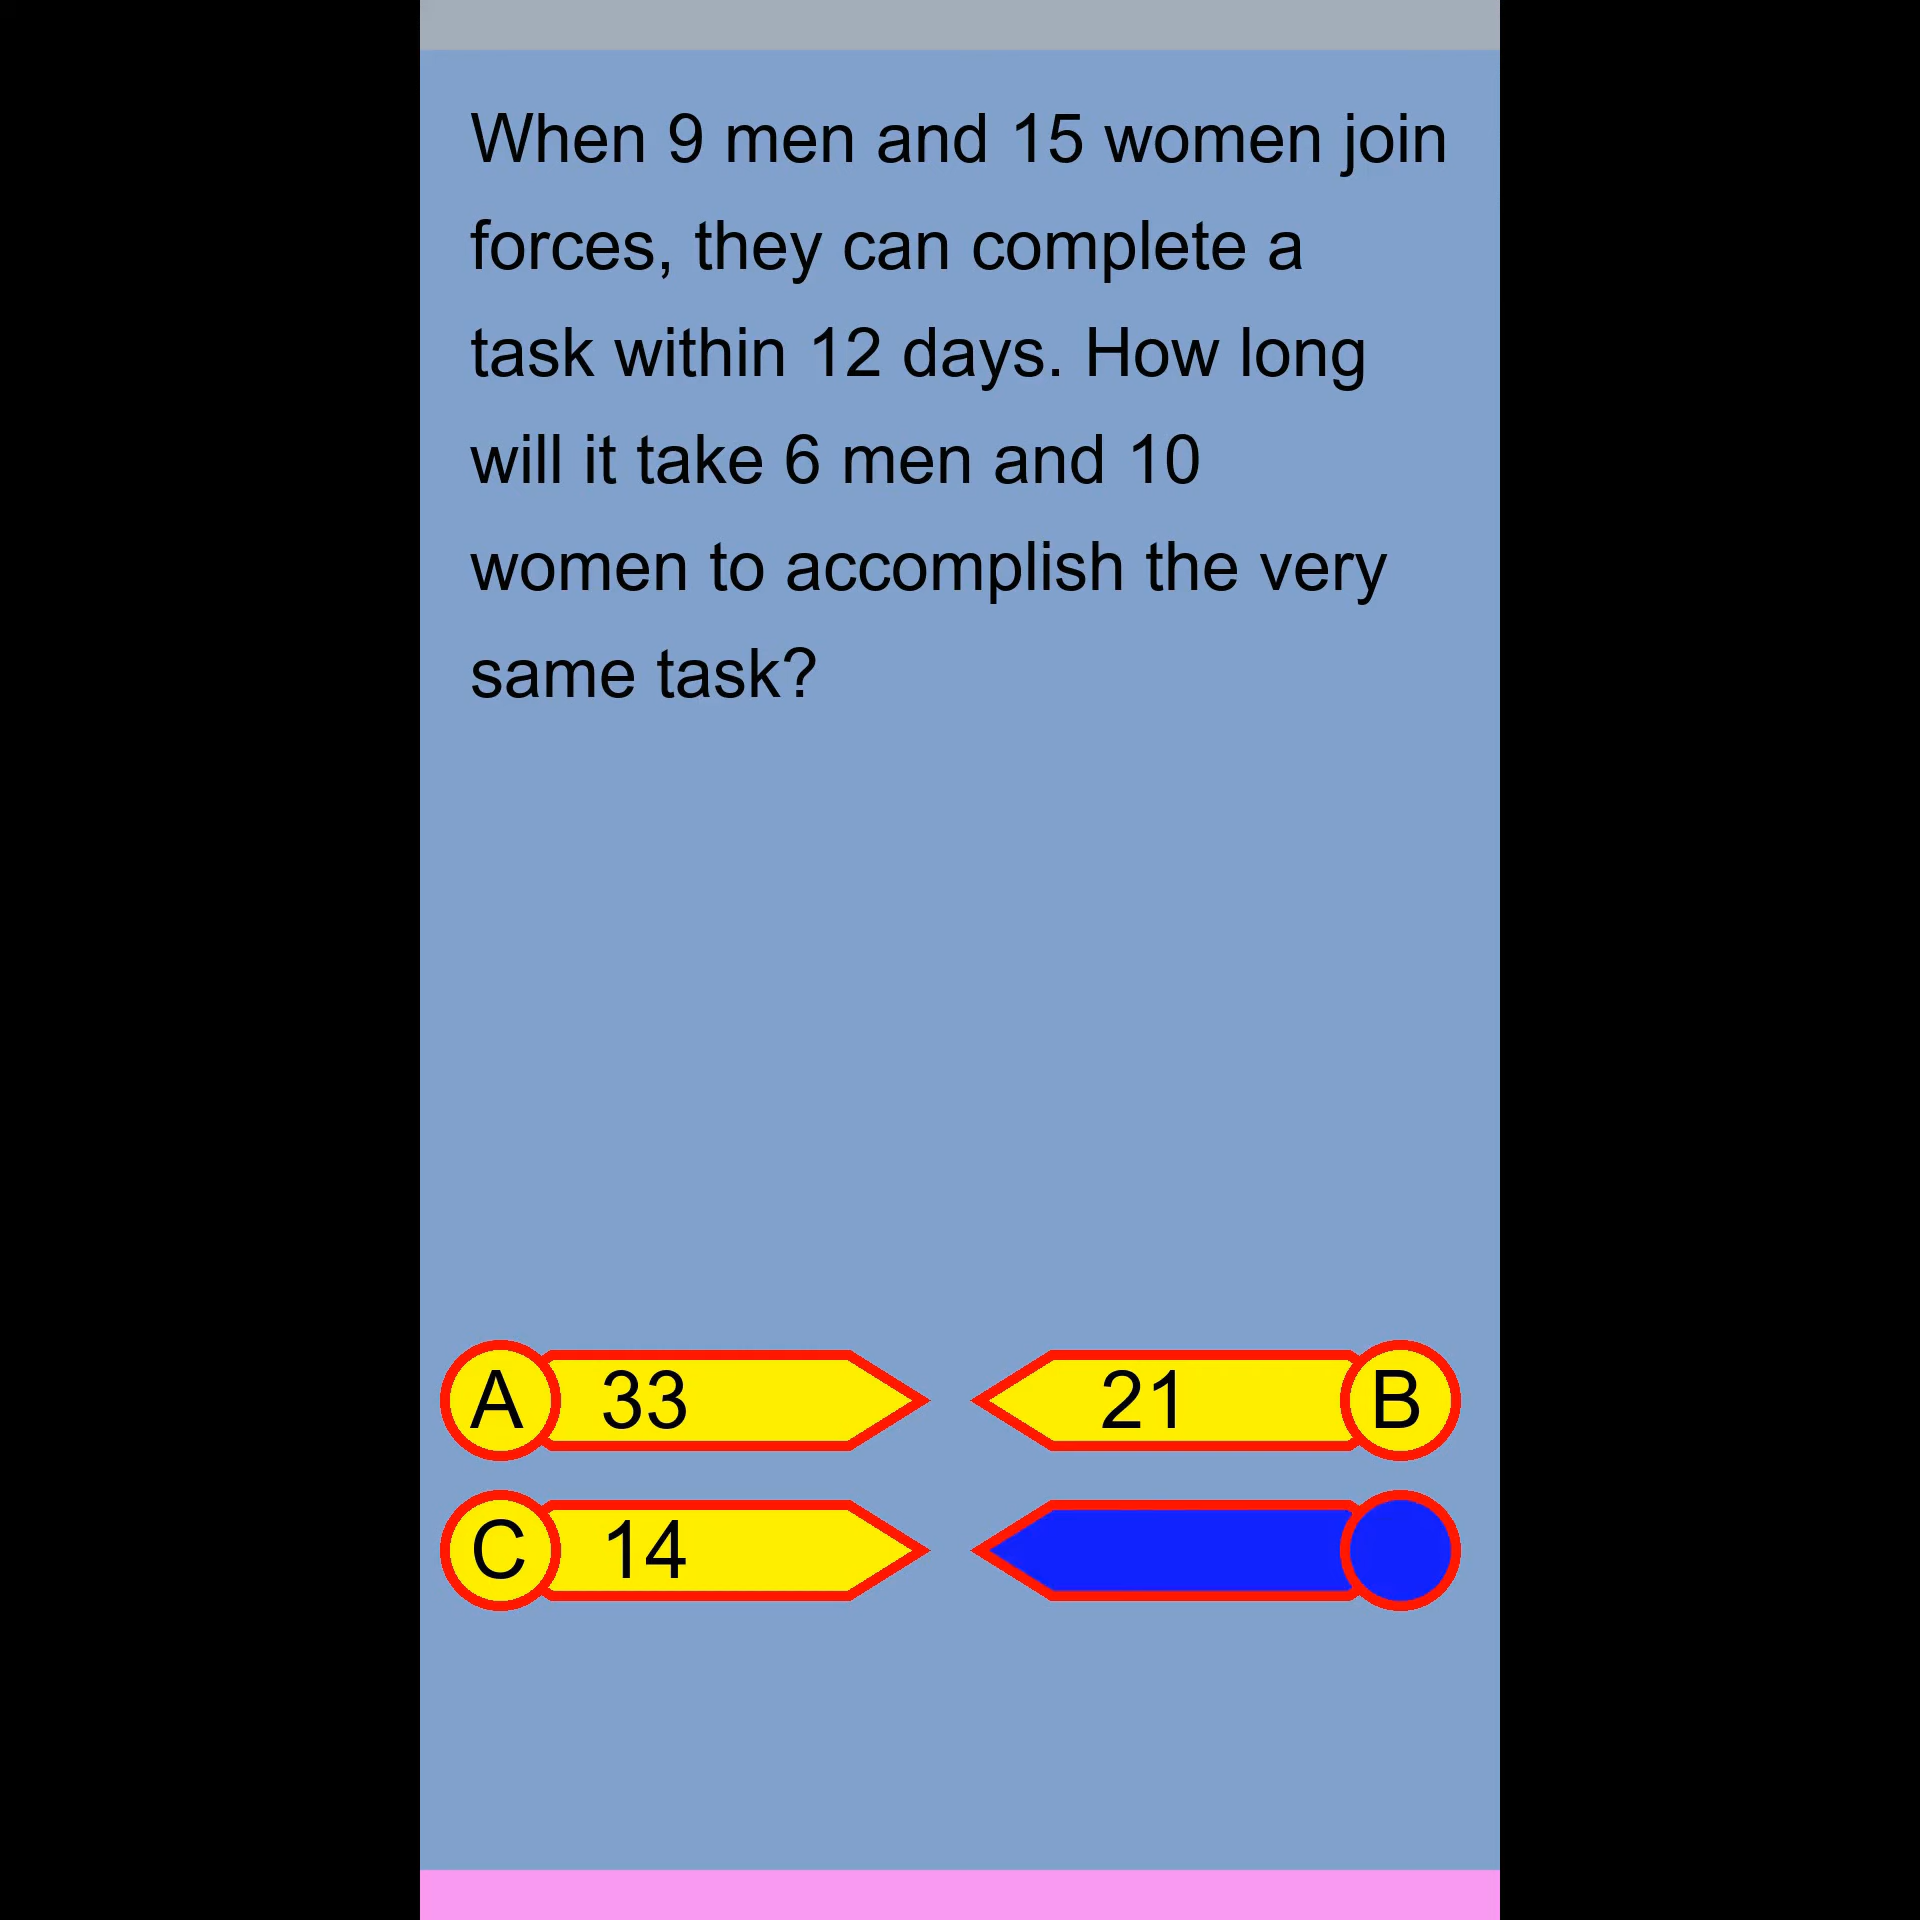 When 9 men and 15 women join
forces, they can complete a
task within 12 days. How long
will it take 6 men and 10
women to accomplish the very
same task?
A 33
21 B
C 14